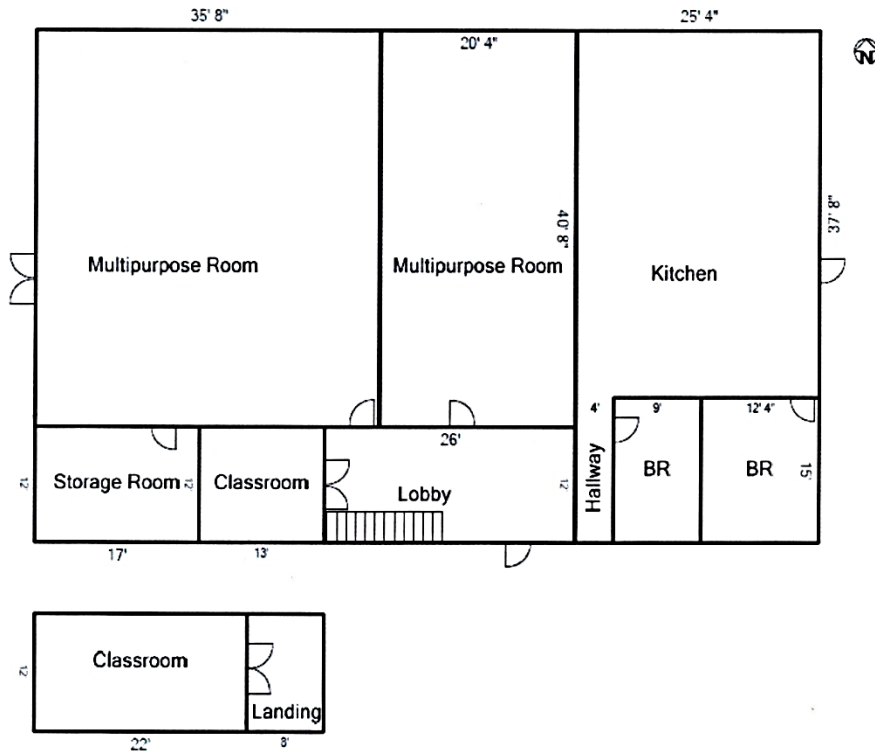 35' 8"
25' 4"
20' 4"
N
40' 8"
37' 8"
Multipurpose Room
Multipurpose Room
Kitchen
4'
9'
12' 4"
26'
12'
Storage Room
12'
Classroom
Lobby
12'
Hallway
BR
BR
15'
17'
13'
12'
Classroom
Landing
22'
8'